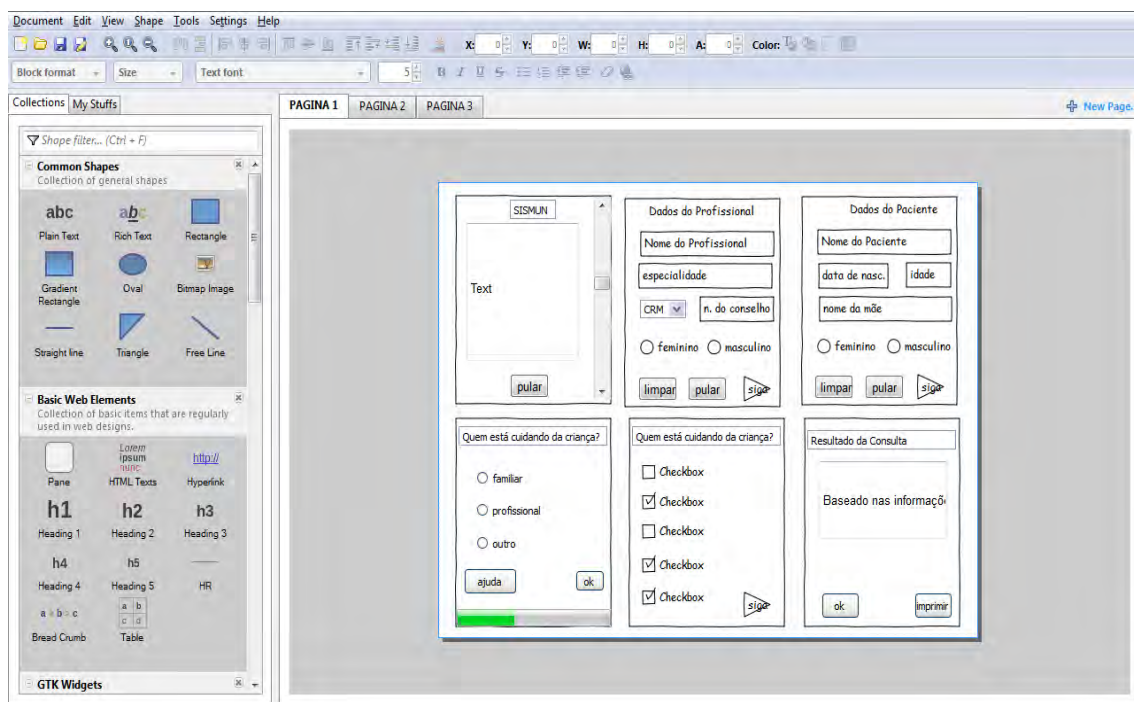 Document Edit View Shape Tools Settings Help
X: 0 Y: 0 W: 0 H: 0 A: 0 Color:
Block format Size Text font 5 B I U S
Collections My Stuffs
PAGINA 1 PAGINA 2 PAGINA 3 New Page.
Shape filter... (Ctrl + F)
Common Shapes
Collection of general shapes
abc abc
Plain Text Rich Text Rectangle
Gradient Rectangle Oval Bitmap Image
Straight line Triangle Free Line
Basic Web Elements
Collection of basic items that are regularly
used in web designs.
Lorem
ipsum
nunc
http://
Pane HTML Texts Hyperlink
h1 h2 h3
Heading 1 Heading 2 Heading 3
h4 h5
Heading 4 Heading 5 HR
a > b > c a b
c d
Bread Crumb Table
GTK Widgets
SISMUN
Text
pular
Dados do Profissional
Nome do Profissional
especialidade
CRM n. do conselho
feminino masculino
limpar pular siga
Dados do Paciente
Nome do Paciente
data de nasc. idade
nome da mãe
feminino masculino
limpar pular siga
Quem está cuidando da criança?
familiar
profissional
outro
ajuda ok
Quem está cuidando da criança?
Checkbox
Checkbox
Checkbox
Checkbox
Checkbox
siga
Resultado da Consulta
Baseado nas informaçõ
ok imprimir